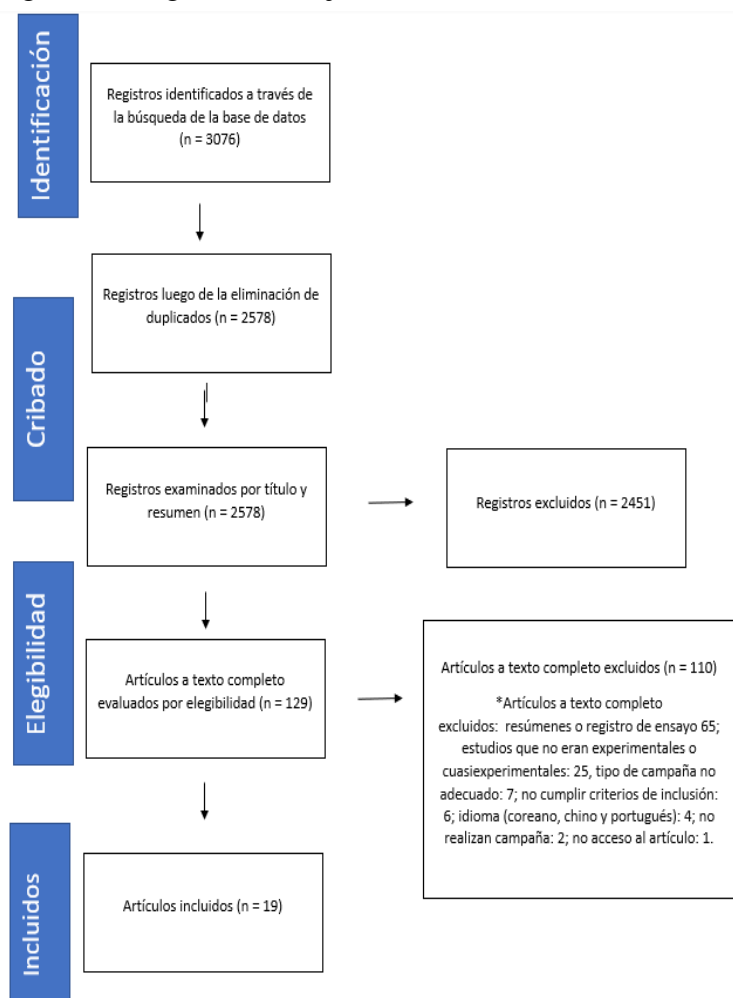 Identificación
Registros identificados a través de
la búsqueda de la base de datos
(n = 3076)
Registros luego de la eliminación de
duplicados (n = 2578)
Cribado
Registros examinados por título y
resumen (n = 2578)
Registros excluidos (n = 2451)
Elegibilidad
Artículos a texto completo
evaluados por elegibilidad (n = 129)
Artículos a texto completo excluidos (n = 110)
*Artículos a texto completo
excluidos: resúmenes o registro de ensayo 65;
estudios que no eran experimentales o
cuasiexperimentales: 25, tipo de campaña no
adecuado: 7; no cumplir criterios de inclusión:
6; idioma (coreano, chino y portugués): 4; no
realizan campaña: 2; no acceso al artículo: 1.
Incluidos
Artículos incluidos (n = 19)